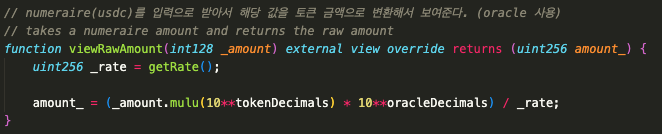 // numeraire(usdc)를 입력으로 받아서 해당 값을 토큰 금액으로 변환해서 보여준다. (oracle 사용)
// takes a numeraire amount and returns the raw amount
function viewRawAmount(int128 _amount) external view override returns (uint256 amount_) {
    uint256 _rate = getRate();

    amount_ = (_amount.mulu(10**tokenDecimals) * 10**oracleDecimals) / _rate;
}